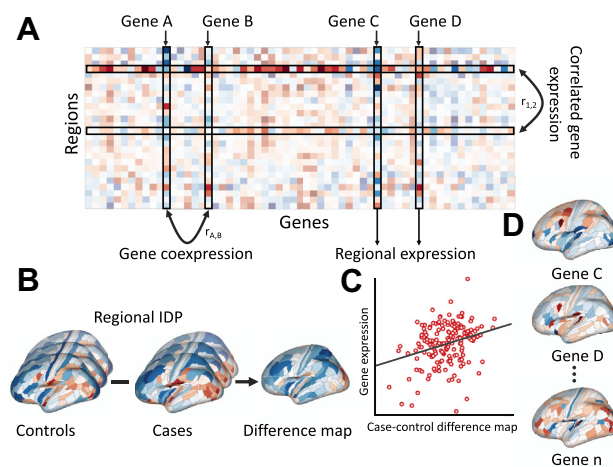 A
Gene A
Gene B
Gene C
Gene D
Regions
Genes
Correlated gene
expression
r1,2
rA,B
Gene coexpression
Regional expression
B
Regional IDP
Controls
Cases
Difference map
C
Gene expression
Case-control difference map
D
Gene C
Gene D
Gene n